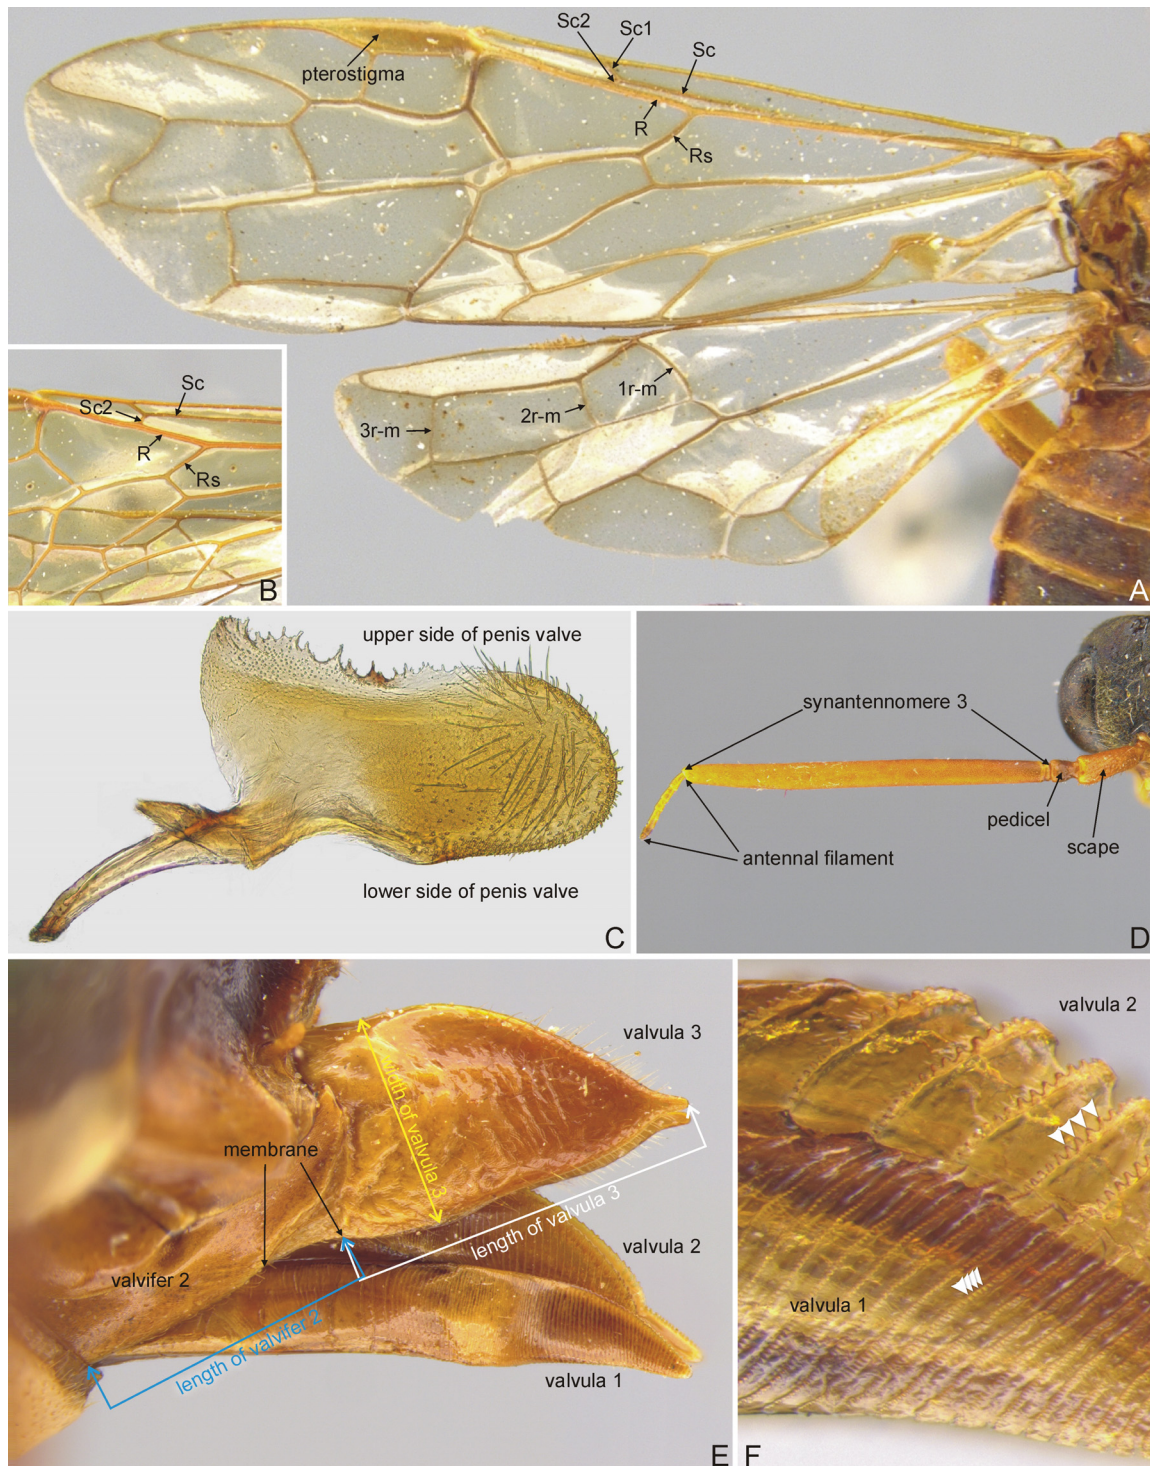 Sc2
Sc1
Sc
pterostigma
R
Rs
1r-m
2r-m
3r-m
A
Sc
Sc2
R
Rs
B
upper side of penis valve
lower side of penis valve
C
synantennomere 3
pedicel
scape
antennal filament
D
valvula 3
width of valvula 3
membrane
length of valvula 3
valvula 2
valvifer 2
length of valvifer 2
valvula 1
E
valvula 2
valvula 1
F